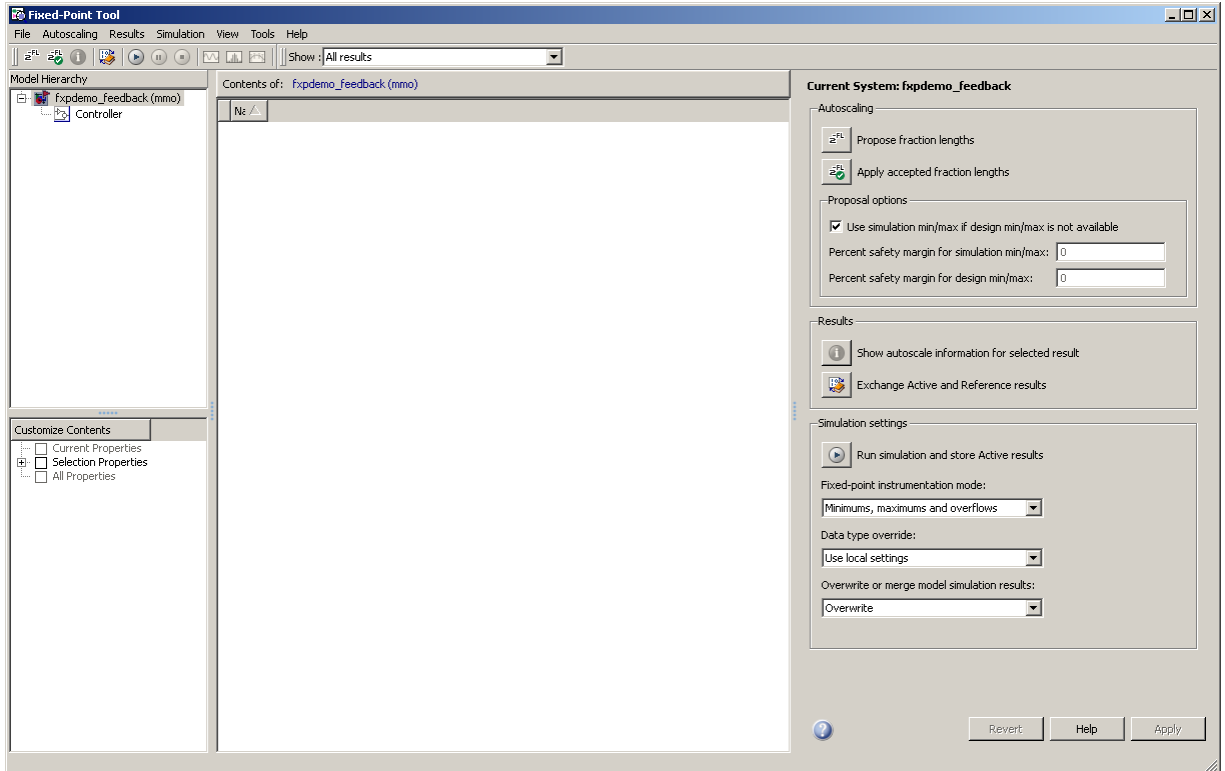 Fixed-Point Tool
File Autoscaling Results Simulation View Tools Help
Show : All results
Model Hierarchy
fxpdemo_feedback (mmo)
Controller
Customize Contents
Current Properties
Selection Properties
All Properties
Contents of: fxpdemo_feedback (mmo)
Na
Current System: fxpdemo_feedback
Autoscaling
Propose fraction lengths
Apply accepted fraction lengths
Proposal options
Use simulation min/max if design min/max is not available
Percent safety margin for simulation min/max: 0
Percent safety margin for design min/max: 0
Results
Show autoscale information for selected result
Exchange Active and Reference results
Simulation settings
Run simulation and store Active results
Fixed-point instrumentation mode:
Minimums, maximums and overflows
Data type override:
Use local settings
Overwrite or merge model simulation results:
Overwrite
Revert Help Apply